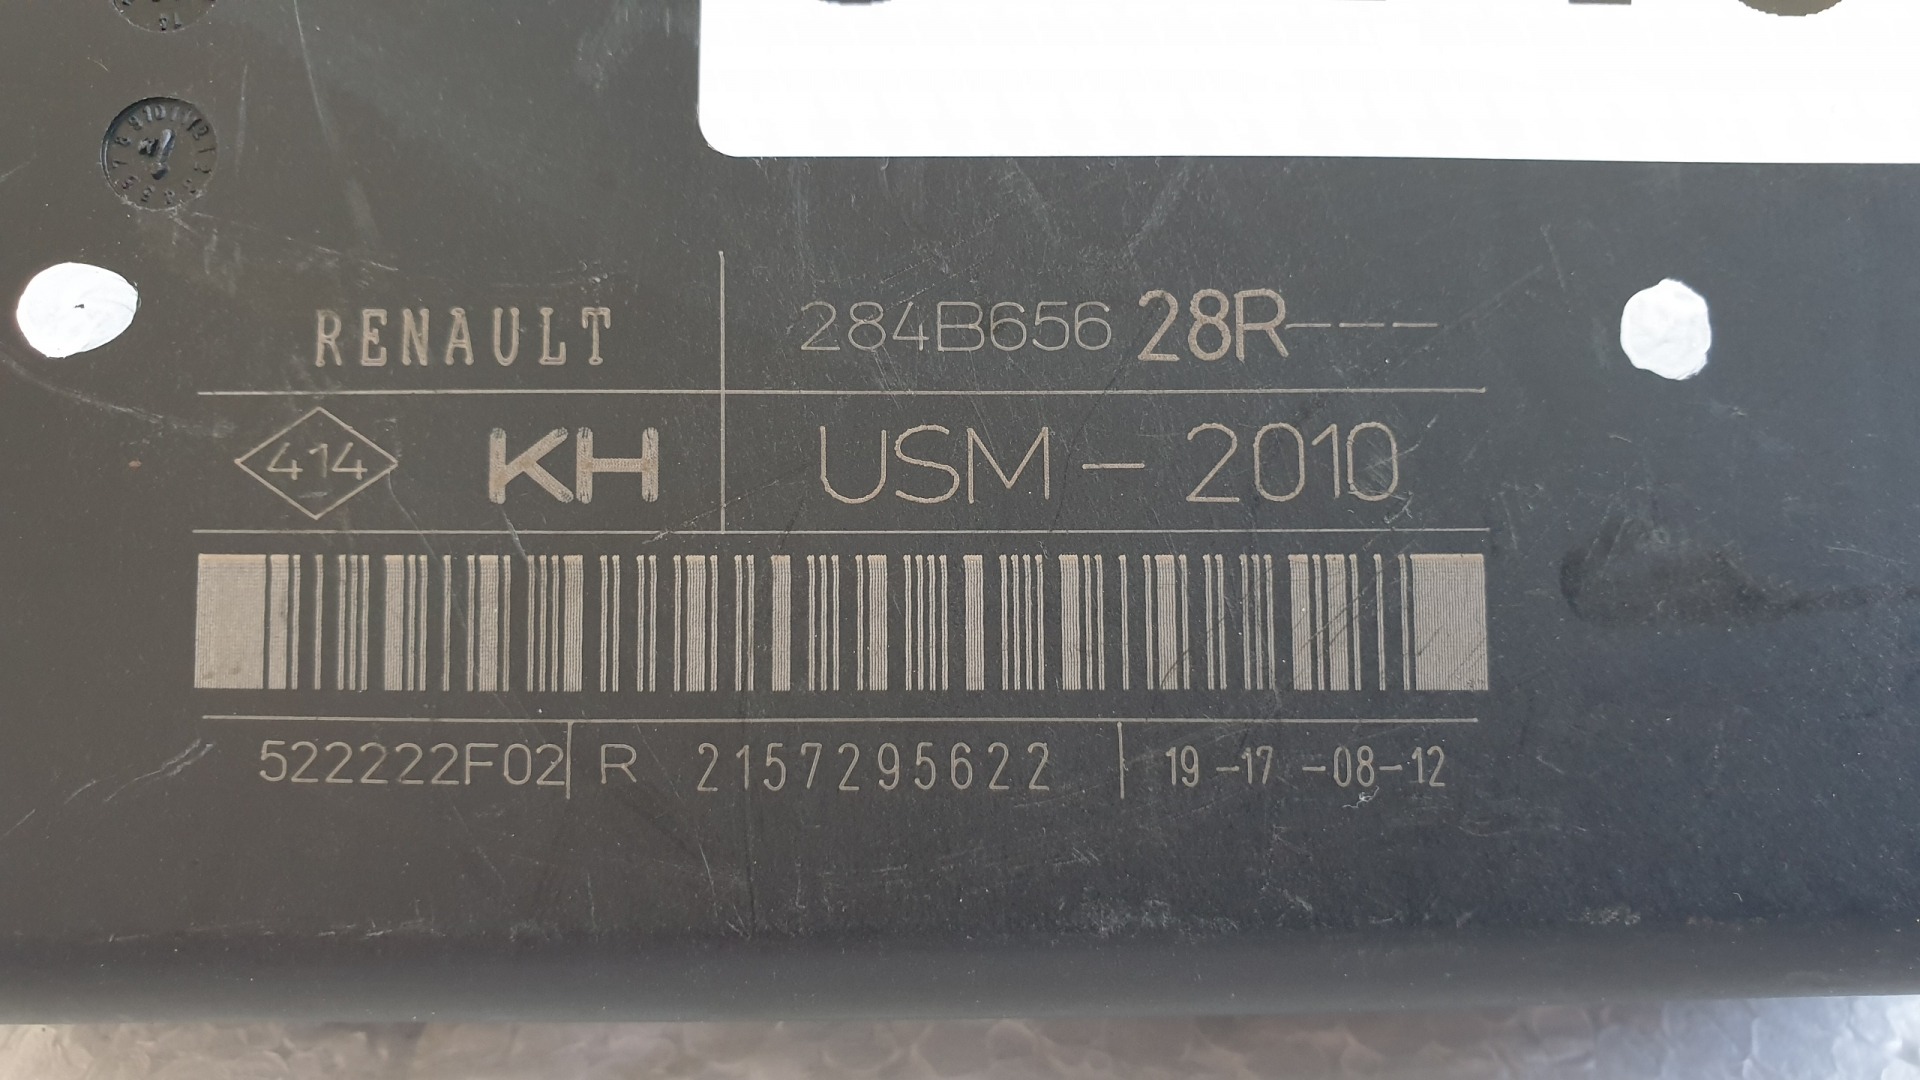 RENAULT 284B656 28R---
414 KH USM - 2010
522222F02 R 2157295622 19-17-08-12